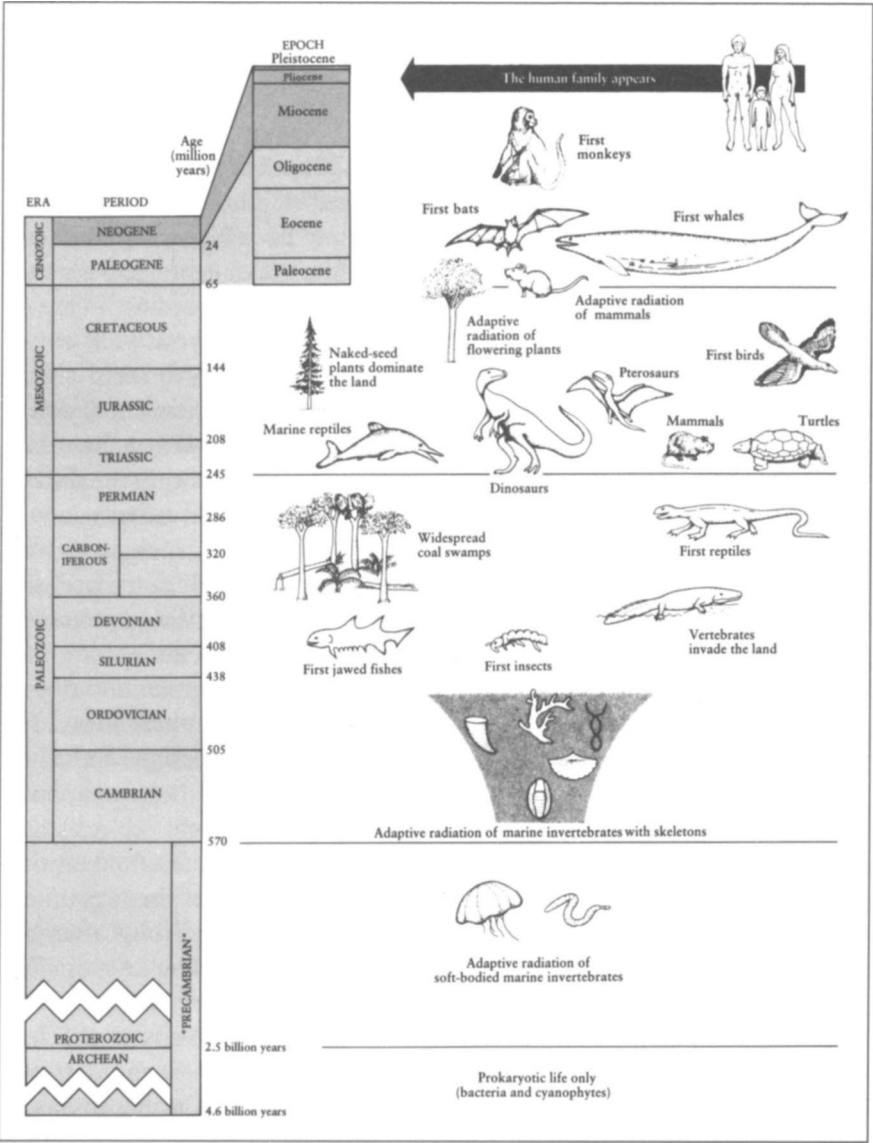 EPOCH
Pleistocene
Pliocene
Miocene
Oligocene
Eocene
Paleocene
The human family appears
Age
(million
years)
ERA
PERIOD
CENOZOIC
NEOGENE
24
PALEOGENE
65
MESOZOIC
CRETACEOUS
144
JURASSIC
208
TRIASSIC
245
PALEOZOIC
PERMIAN
286
CARBON-
IFEROUS
320
360
DEVONIAN
408
SILURIAN
438
ORDOVICIAN
505
CAMBRIAN
570
"PRECAMBRIAN"
PROTEROZOIC
2.5 billion years
ARCHEAN
4.6 billion years
First
monkeys
First bats
First whales
Adaptive radiation
of mammals
Adaptive
radiation of
flowering plants
First birds
Naked-seed
plants dominate
the land
Pterosaurs
Marine reptiles
Mammals
Turtles
Dinosaurs
Widespread
coal swamps
First reptiles
Vertebrates
invade the land
First jawed fishes
First insects
Adaptive radiation of marine invertebrates with skeletons
Adaptive radiation of
soft-bodied marine invertebrates
Prokaryotic life only
(bacteria and cyanophytes)